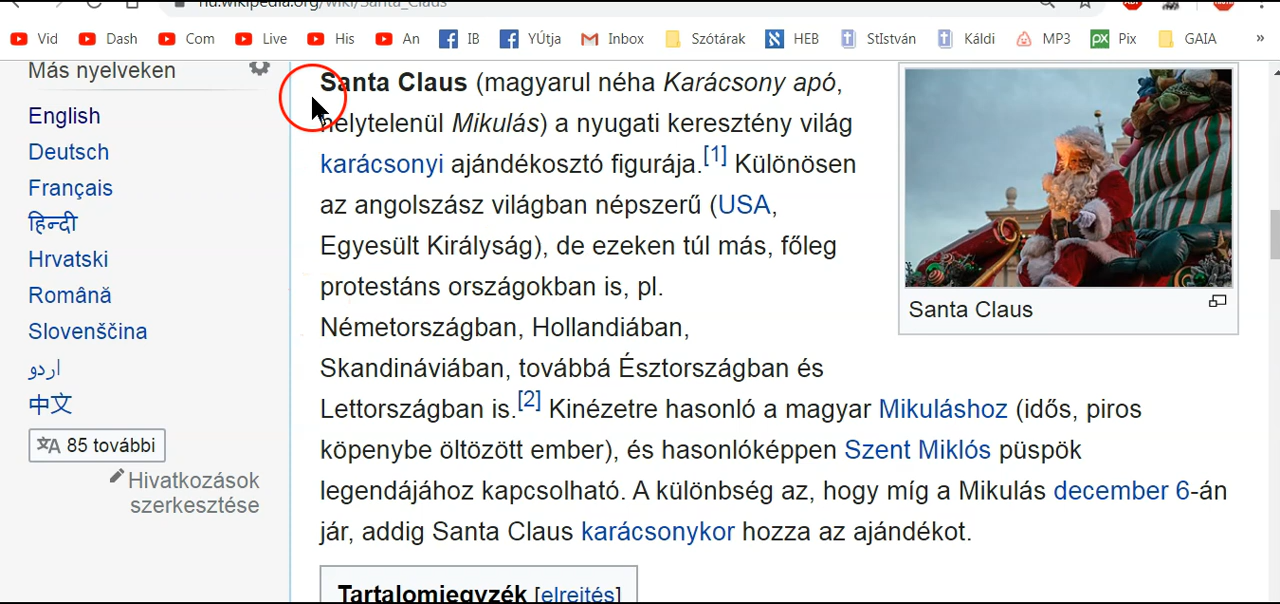 hu.wikipedia.org/wiki/Santa_Claus
Vid Dash Com Live His An IB YÚtja Inbox Szótárak HEB StIstván Káldi MP3 Pix GAIA »
Más nyelveken
English
Deutsch
Français
हिन्दी
Hrvatski
Română
Slovenščina
اردو
中文
85 további
Hivatkozások
szerkesztése
Santa Claus (magyarul néha Karácsony apó,
helytelenül Mikulás) a nyugati keresztény világ
karácsonyi ajándékosztó figurája.[1] Különösen
az angolszász világban népszerű (USA,
Egyesült Királyság), de ezeken túl más, főleg
protestáns országokban is, pl.
Németországban, Hollandiában,
Skandináviában, továbbá Észtországban és
Lettországban is.[2] Kinézetre hasonló a magyar Mikuláshoz (idős, piros
köpenybe öltözött ember), és hasonlóképpen Szent Miklós püspök
legendájához kapcsolható. A különbség az, hogy míg a Mikulás december 6-án
jár, addig Santa Claus karácsonykor hozza az ajándékot.
Santa Claus
Tartalomjegyzék [elrejtés]